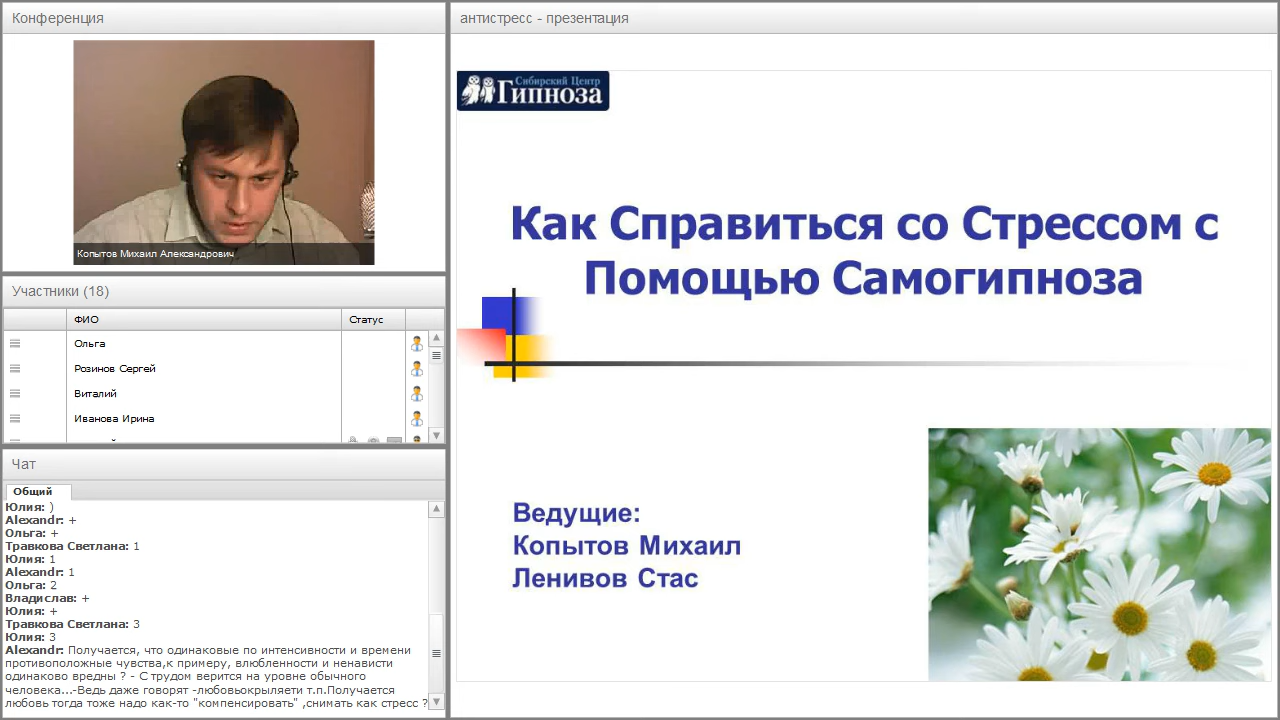 Конференция
Копытов Михаил Александрович
Участники (18)
ФИО
Статус
Ольга
Розинов Сергей
Виталий
Иванова Ирина
Чат
Общий
Юлия: )
Alexandr: +
Ольга: +
Травкова Светлана: 1
Юлия: 1
Alexandr: 1
Ольга: 2
Владислав: +
Юлия: +
Травкова Светлана: 3
Юлия: 3
Alexandr: Получается, что одинаковые по интенсивности и времени
противоположные чувства,к примеру, влюбленности и ненависти
одинаково вредны ? - С трудом верится на уровне обычного
человека...-Ведь даже говорят -любовьокрыляети т.п.Получается
любовь тогда тоже надо как-то "компенсировать" ,снимать как стресс ?
антистресс - презентация
Сибирский Центр
Гипноза
Как Справиться со Стрессом с
Помощью Самогипноза
Ведущие:
Копытов Михаил
Ленивов Стас